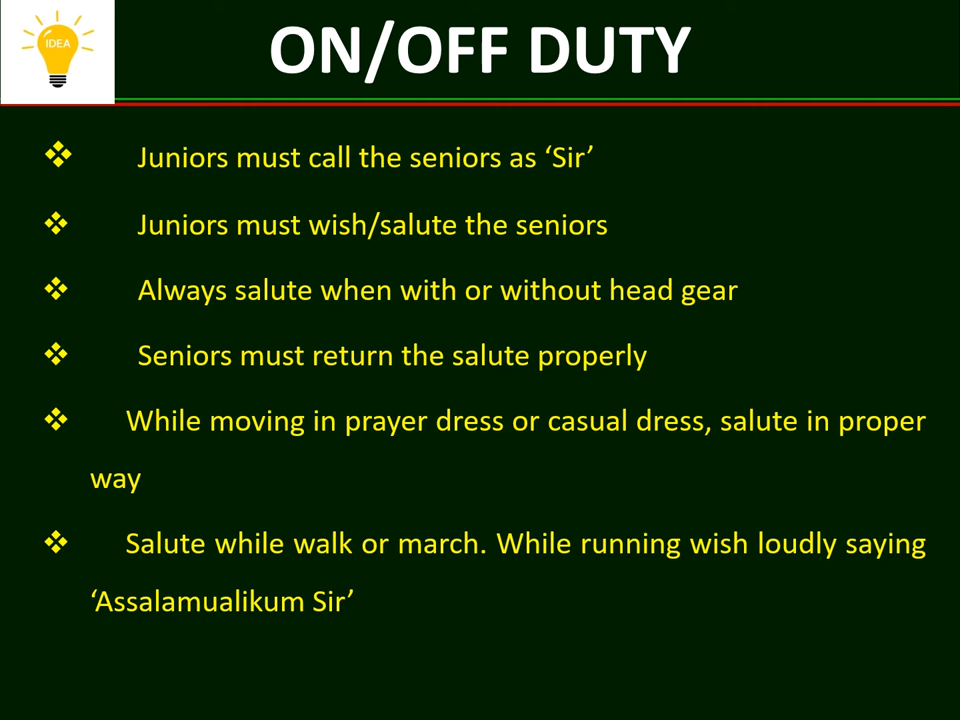 IDEA
ON/OFF DUTY
❖ Juniors must call the seniors as ‘Sir’
❖ Juniors must wish/salute the seniors
❖ Always salute when with or without head gear
❖ Seniors must return the salute properly
❖ While moving in prayer dress or casual dress, salute in proper
way
❖ Salute while walk or march. While running wish loudly saying
‘Assalamualikum Sir’